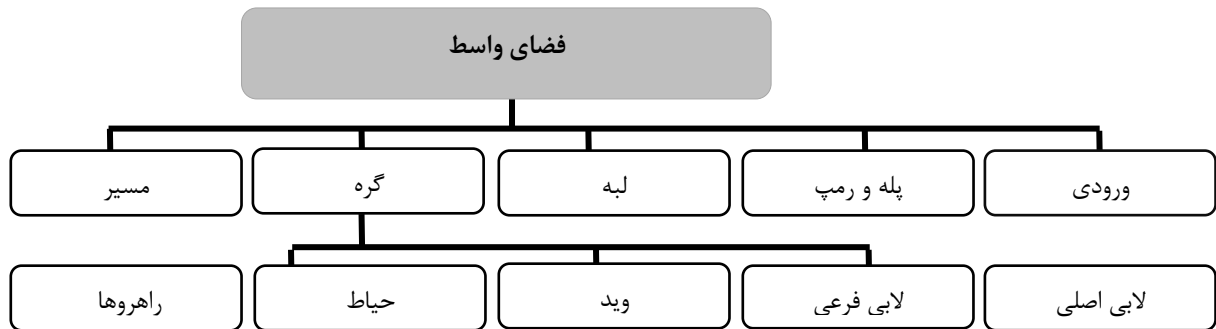 فضای واسط
ورودی
پله و رمپ
لبه
گره
مسیر
لابی اصلی
لابی فرعی
وید
حیاط
راهروها